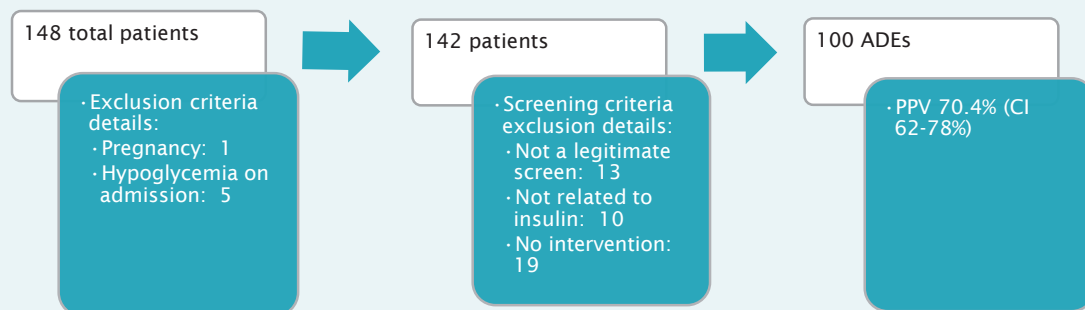 148 total patients
·Exclusion criteria
details:
·Pregnancy: 1
·Hypoglycemia on
admission: 5
142 patients
·Screening criteria
exclusion details:
·Not a legitimate
screen: 13
·Not related to
insulin: 10
·No intervention:
19
100 ADEs
·PPV 70.4% (CI
62-78%)